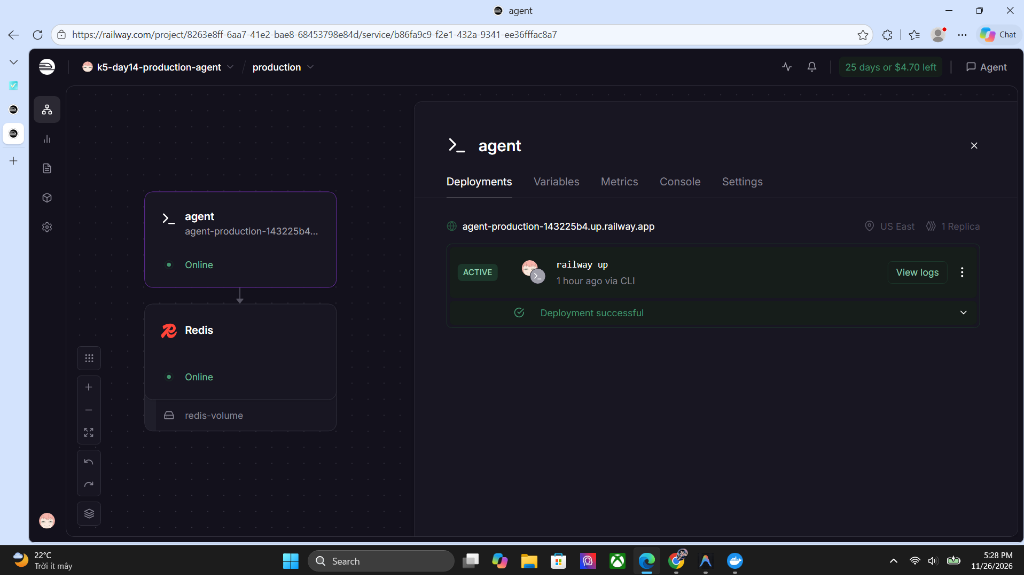 agent
https://railway.com/project/8263e8ff-6aa7-41e2-bae8-68453798e84d/service/b86fa9c9-f2e1-432a-9341-ee36fffac8a7
Chat
k5-day14-production-agent / production
25 days or $4.70 left
Agent
agent
agent-production-143225b4...
Online
Redis
Online
redis-volume
agent
Deployments Variables Metrics Console Settings
agent-production-143225b4.up.railway.app
US East 1 Replica
ACTIVE
railway up
1 hour ago via CLI
View logs
Deployment successful
22°C
Trời ít mây
Search
5:28 PM
11/26/2026